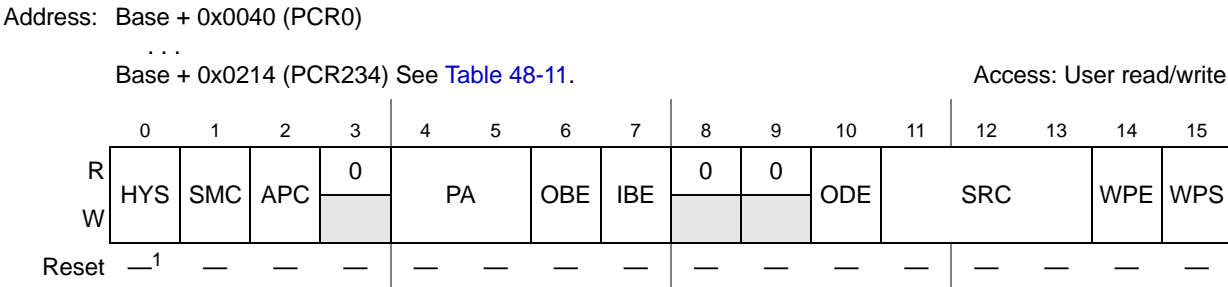 Address: Base + 0x0040 (PCR0)
. . .
Base + 0x0214 (PCR234) See Table 48-11. Access: User read/write
0 1 2 3 4 5 6 7 8 9 10 11 12 13 14 15
R HYS SMC APC 0 PA OBE IBE 0 0 ODE SRC WPE WPS
W
Reset —1 — — — — — — — — — — — — — — —